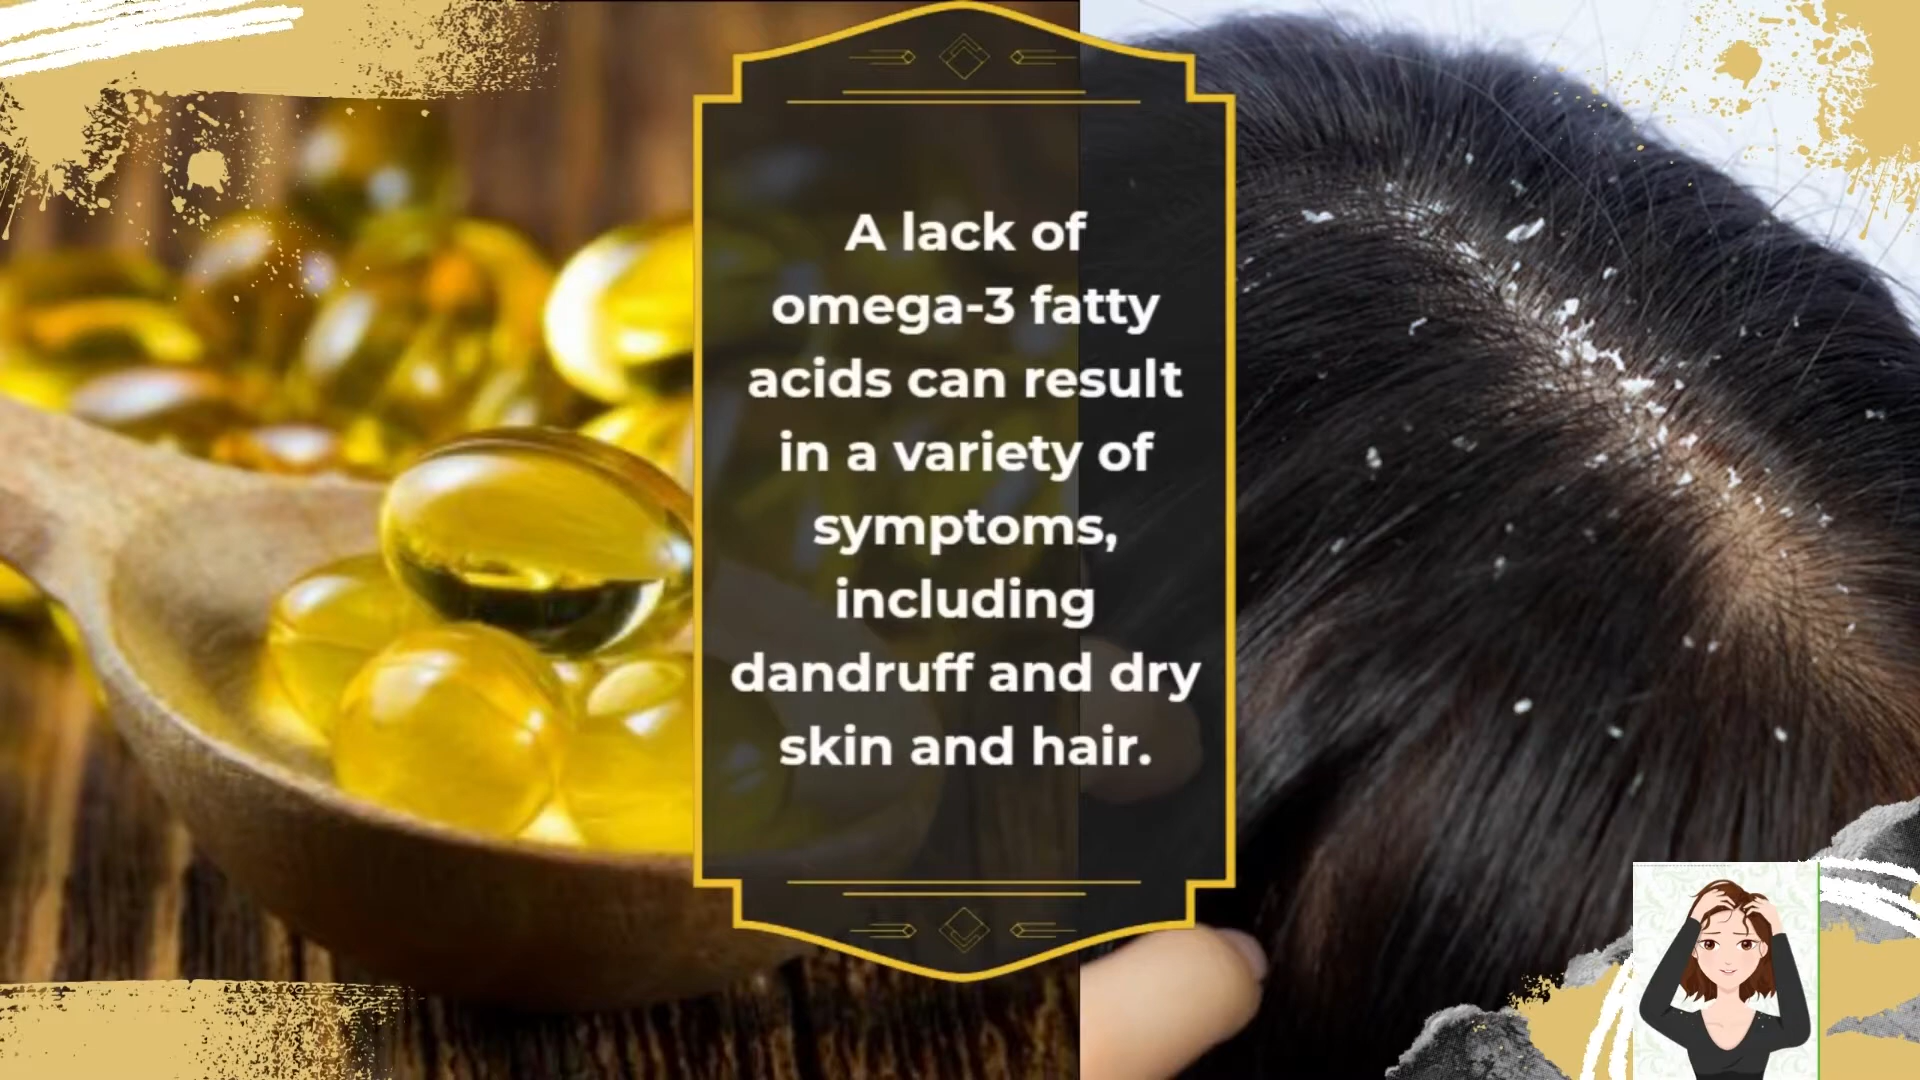 A lack of
omega-3 fatty
acids can result
in a variety of
symptoms,
including
dandruff and dry
skin and hair.